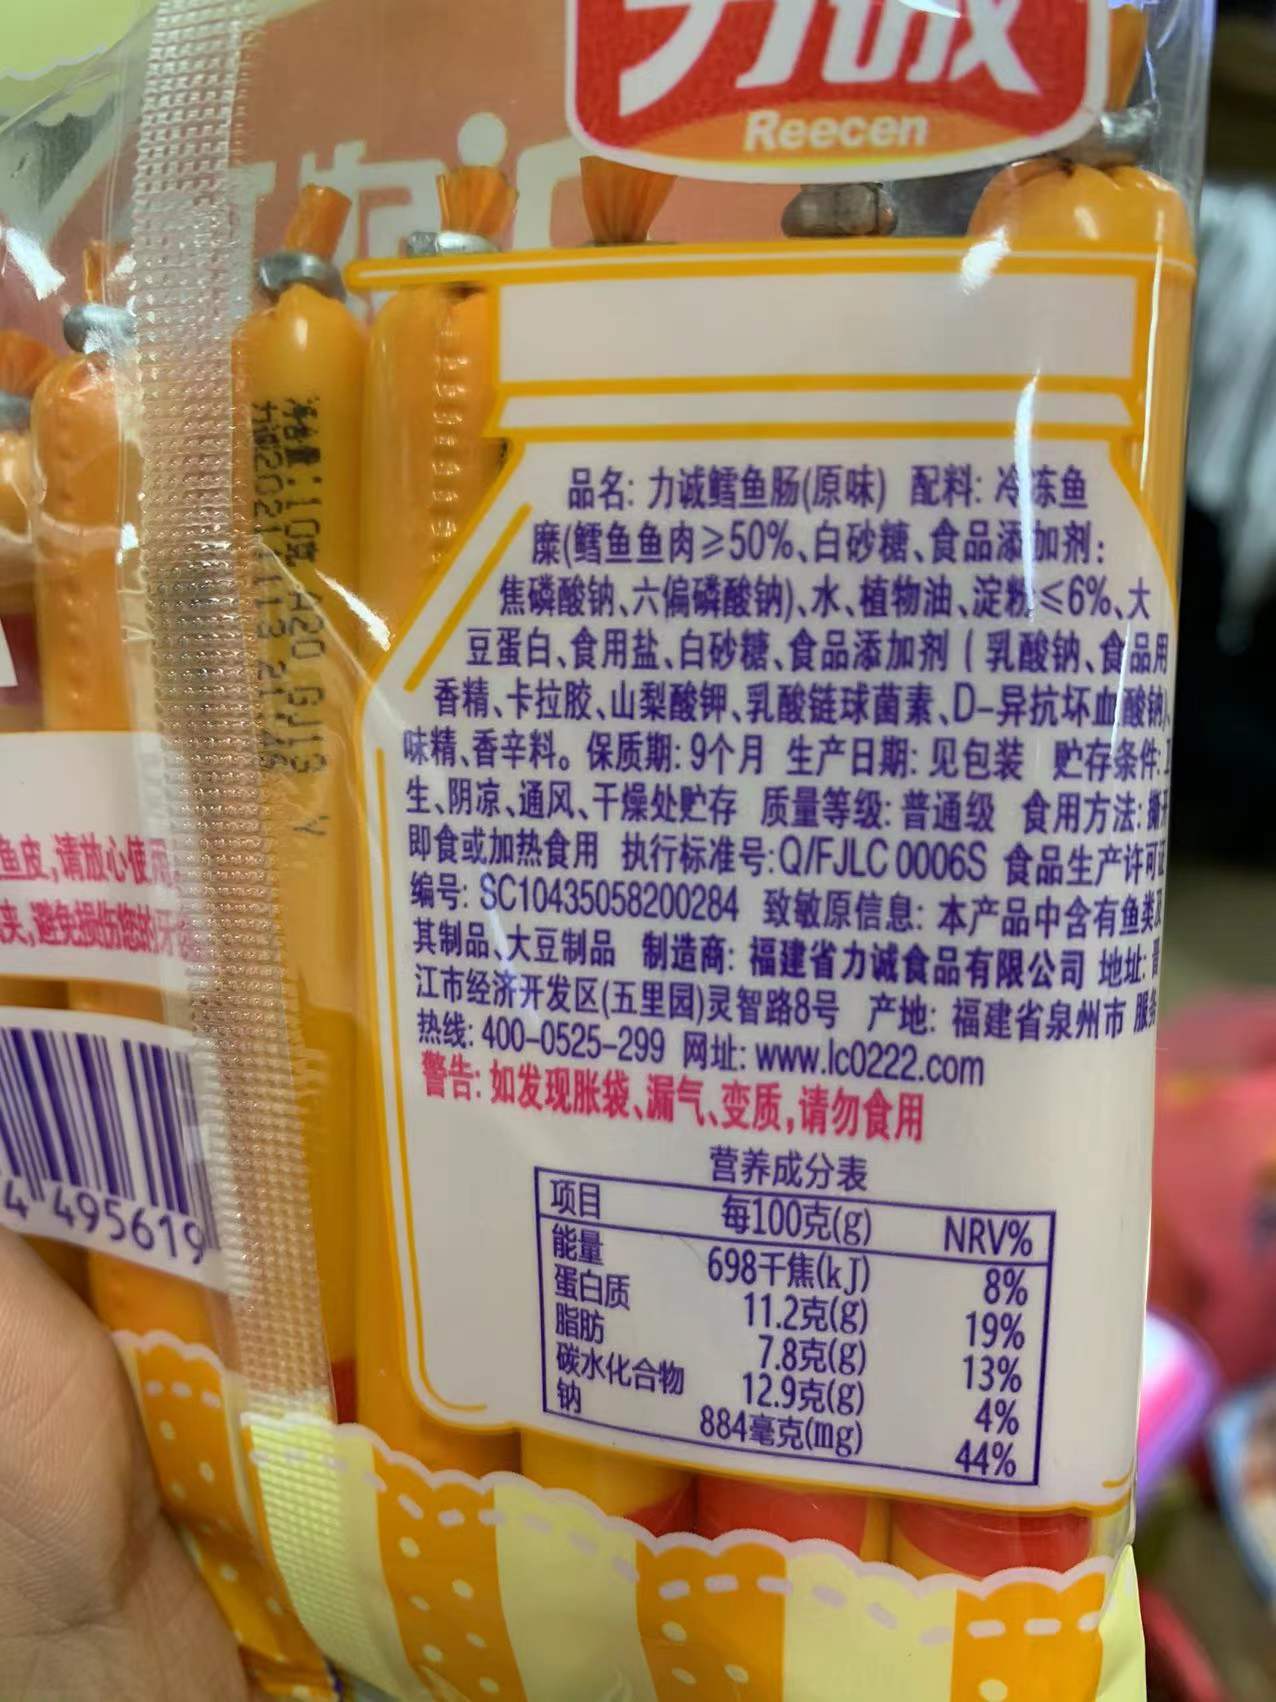 力诚
Reecen
品名: 力诚鳕鱼肠(原味) 配料: 冷冻鱼
糜(鳕鱼鱼肉≥50%、白砂糖、食品添加剂:
焦磷酸钠、六偏磷酸钠)、水、植物油、淀粉≤6%、大
豆蛋白、食用盐、白砂糖、食品添加剂 ( 乳酸钠、食品用
香精、卡拉胶、山梨酸钾、乳酸链球菌素、D-异抗坏血酸钠)、
味精、香辛料。 保质期: 9个月 生产日期: 见包装 贮存条件:
生、阴凉、通风、干燥处贮存 质量等级: 普通级 食用方法: 撕开
即食或加热食用 执行标准号:Q/FJLC 0006S 食品生产许可证
编号: SC10435058200284 致敏原信息: 本产品中含有鱼类及
其制品、大豆制品 制造商: 福建省力诚食品有限公司 地址:
江市经济开发区(五里园)灵智路8号 产地: 福建省泉州市 服务
热线: 400-0525-299 网址: www.lc0222.com
警告: 如发现胀袋、漏气、变质,请勿食用
营养成分表
项目 每100克(g) NRV%
能量 698千焦(kJ) 8%
蛋白质 11.2克(g) 19%
脂肪 7.8克(g) 13%
碳水化合物 12.9克(g) 4%
钠 884毫克(mg) 44%
鱼皮,请放心使用
夹,避免损伤您的牙
4 495619